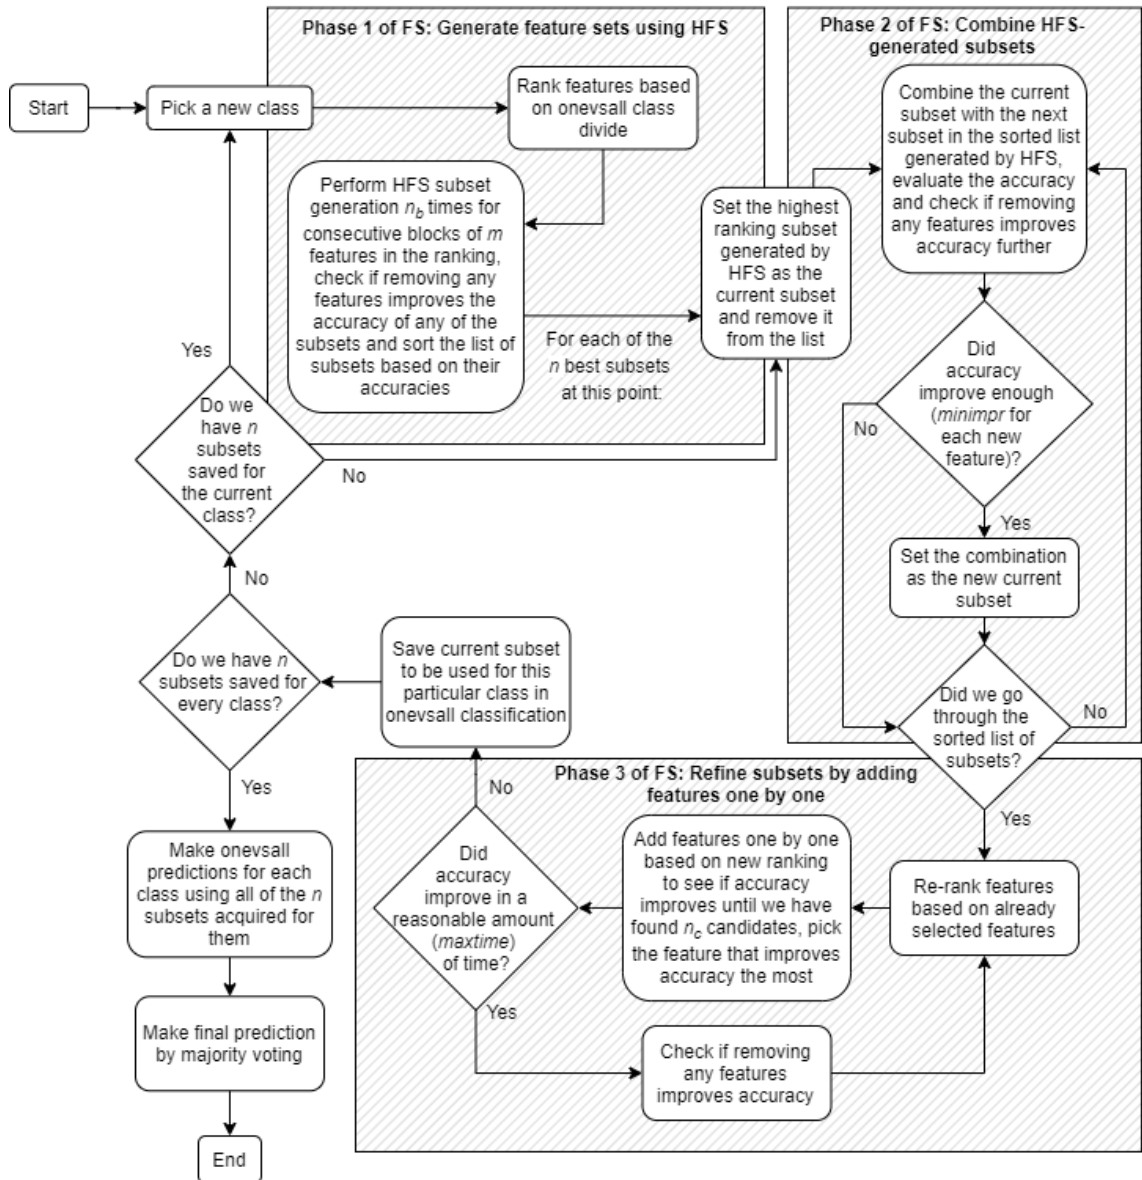 Phase 1 of FS: Generate feature sets using HFS
Phase 2 of FS: Combine HFS-
generated subsets
Start
Pick a new class
Rank features based
on onevsall class
divide
Combine the current
subset with the next
subset in the sorted list
generated by HFS,
evaluate the accuracy
and check if removing
any features improves
accuracy further
Perform HFS subset
generation n_b times for
consecutive blocks of m
features in the ranking,
check if removing any
features improves the
accuracy of any of the
subsets and sort the list of
subsets based on their
accuracies
For each of the
n best subsets
at this point:
Set the highest
ranking subset
generated by
HFS as the
current subset
and remove it
from the list
Did
accuracy
improve enough
(minimpr for
each new
feature)?
No
Yes
Set the combination
as the new current
subset
Did we go
through the
sorted list of
subsets?
No
Yes
Yes
Do we
have n
subsets
saved for
the current
class?
No
No
Do we have n
subsets saved for
every class?
Yes
Save current subset
to be used for this
particular class in
onevsall classification
Phase 3 of FS: Refine subsets by adding
features one by one
No
Did
accuracy
improve in a
reasonable amount
(maxtime)
of time?
Yes
Add features one by one
based on new ranking
to see if accuracy
improves until we have
found n_c candidates, pick
the feature that improves
accuracy the most
Re-rank features
based on already
selected features
Check if removing
any features
improves accuracy
Make onevsall
predictions for each
class using all of the n
subsets acquired for
them
Make final prediction
by majority voting
End